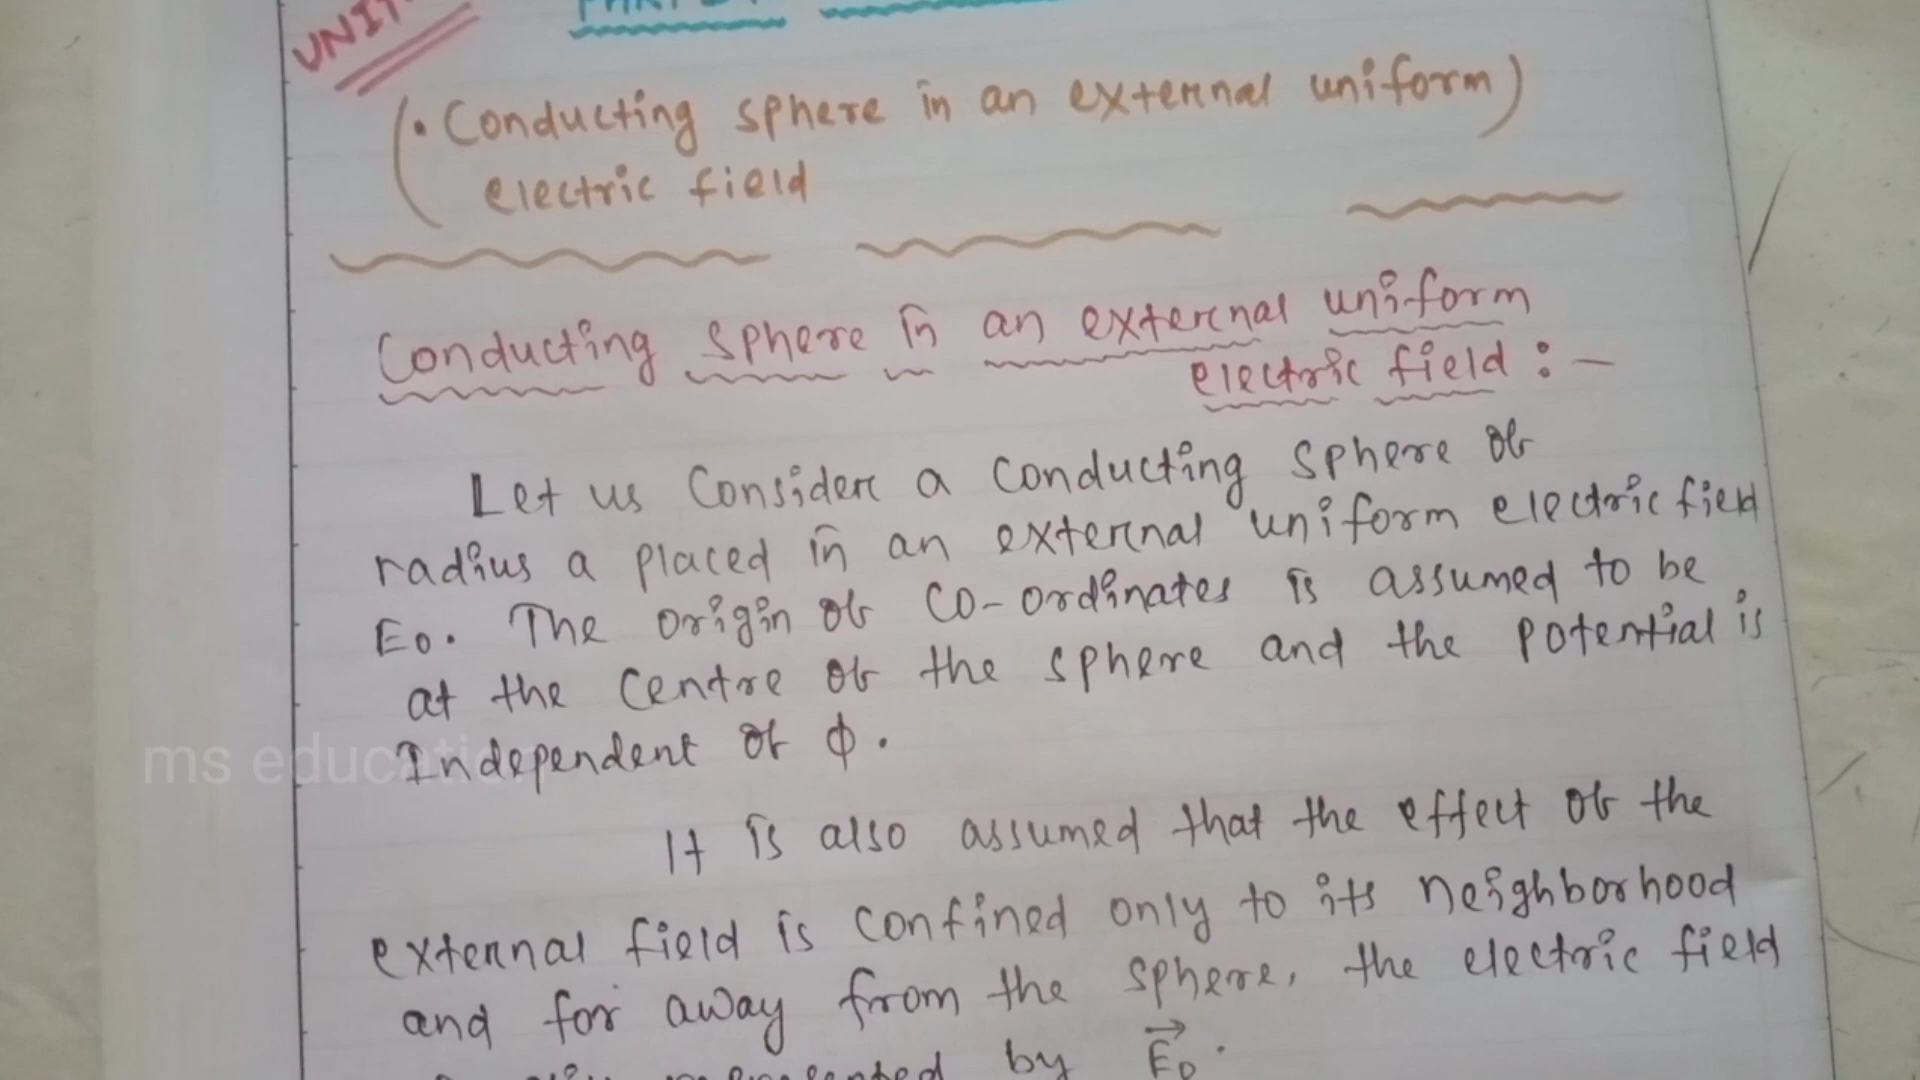 UNIT
(• Conducting sphere in an external uniform)
electric field
Conducting sphere in an external uniform
electric field :-
Let us Consider a conducting sphere of
radius a placed in an external uniform electric field
E0. The origin of co-ordinates is assumed to be
at the centre of the sphere and the potential is
Independent of ϕ.
ms education
It is also assumed that the effect of the
external field is confined only to its neighborhood
and for away from the sphere, the electric field
by E⃗0.